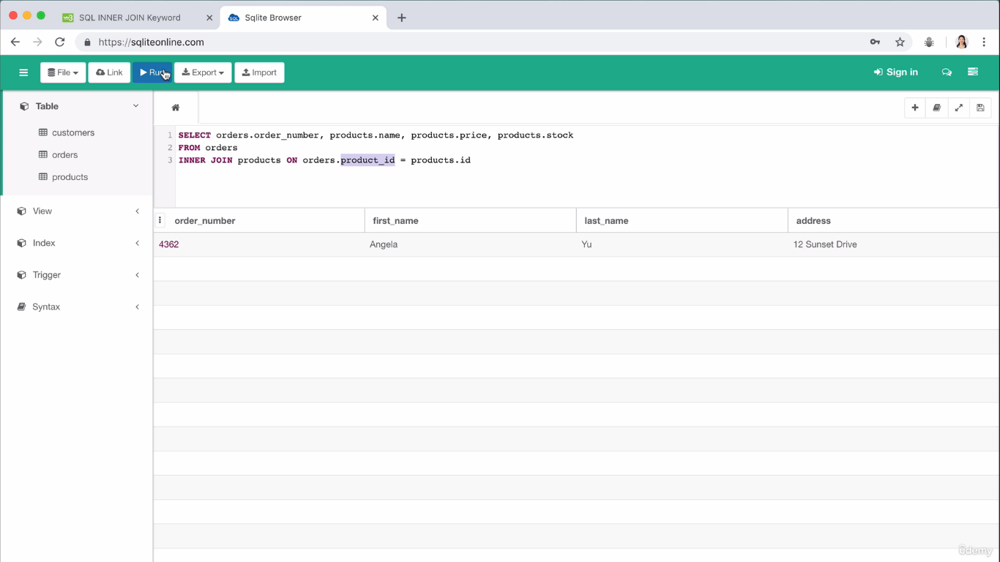 SQL INNER JOIN Keyword
Sqlite Browser
https://sqliteonline.com
File
Link
Run
Export
Import
Sign in
Table
customers
orders
products
View
Index
Trigger
Syntax
1 SELECT orders.order_number, products.name, products.price, products.stock
2 FROM orders
3 INNER JOIN products ON orders.product_id = products.id
order_number first_name last_name address
4362 Angela Yu 12 Sunset Drive
Udemy